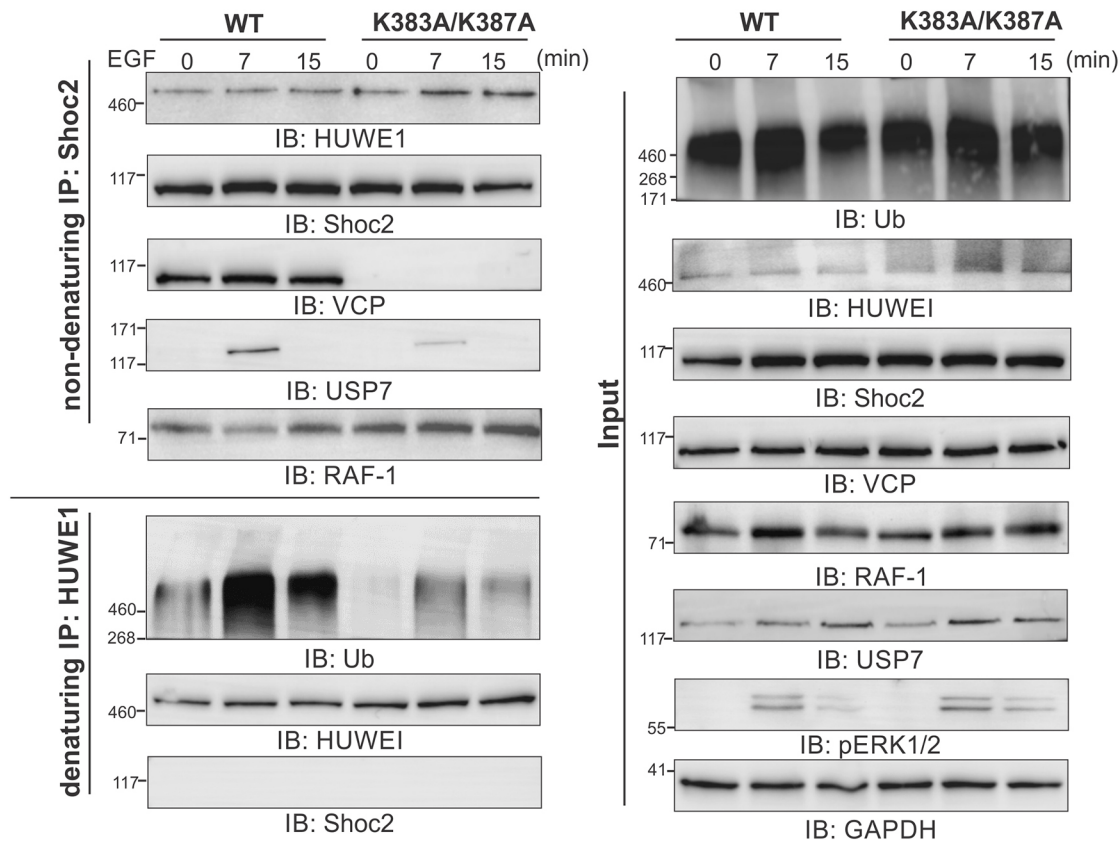 WT K383A/K387A
EGF 0 7 15 0 7 15 (min)
non-denaturing IP: Shoc2
460
IB: HUWE1
117
IB: Shoc2
117
IB: VCP
171
117
IB: USP7
71
IB: RAF-1
denaturing IP: HUWE1
460
268
IB: Ub
460
IB: HUWEI
117
IB: Shoc2
WT K383A/K387A
0 7 15 0 7 15 (min)
Input
460
268
171
IB: Ub
460
IB: HUWEI
117
IB: Shoc2
117
IB: VCP
71
IB: RAF-1
117
IB: USP7
55
IB: pERK1/2
41
IB: GAPDH